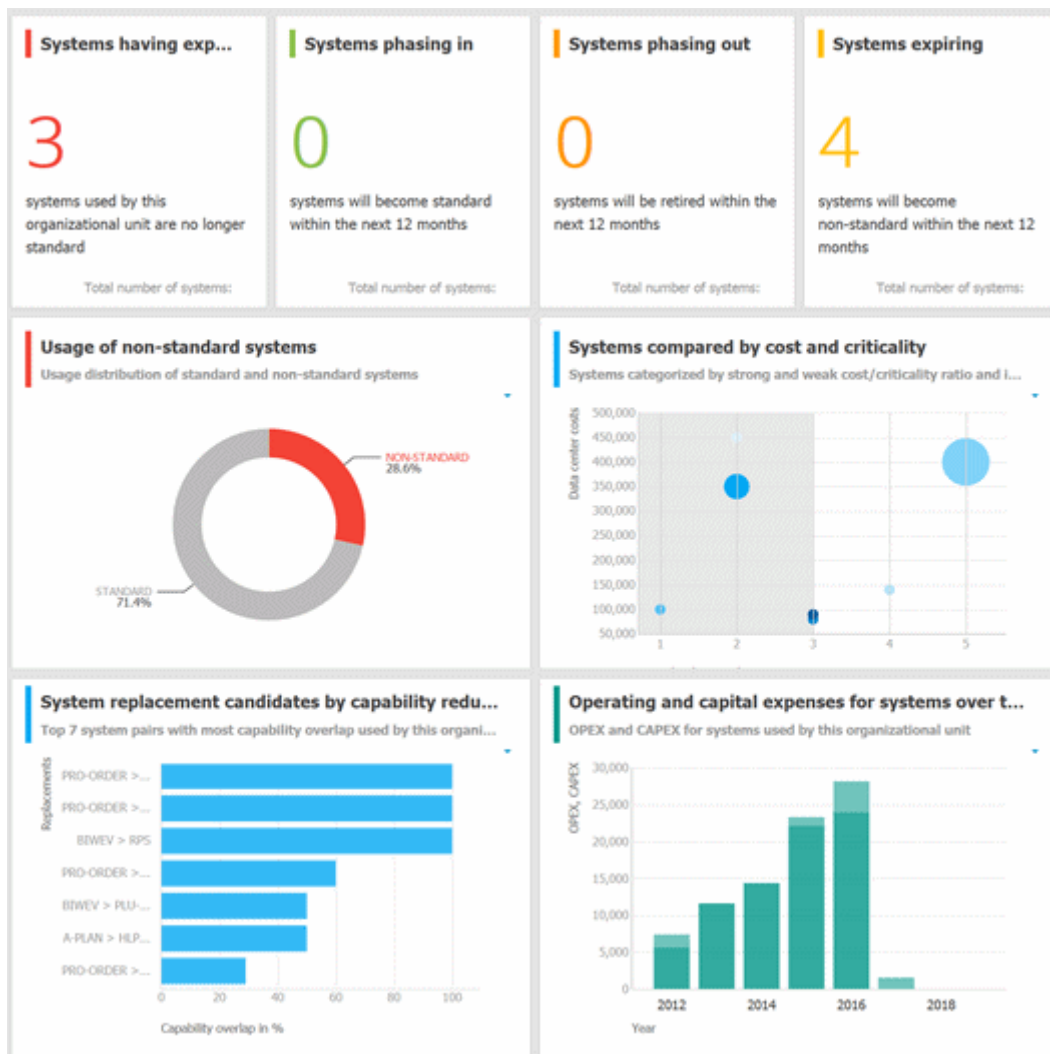 Systems having exp...
3
systems used by this
organizational unit are no longer
standard
Total number of systems:
Systems phasing in
0
systems will become standard
within the next 12 months
Total number of systems:
Systems phasing out
0
systems will be retired within the
next 12 months
Total number of systems:
Systems expiring
4
systems will become
non-standard within the next 12
months
Total number of systems:
Usage of non-standard systems
Usage distribution of standard and non-standard systems
NON-STANDARD
28.6%
STANDARD
71.4%
Systems compared by cost and criticality
Systems categorized by strong and weak cost/criticality ratio and i...
Data center costs
500,000
450,000
400,000
350,000
300,000
250,000
200,000
150,000
100,000
50,000
1 2 3 4 5
System replacement candidates by capability redu...
Top 7 system pairs with most capability overlap used by this organi...
Replacements
PRO-ORDER >...
PRO-ORDER >...
BIWEV > RPS
PRO-ORDER >...
BIWEV > PLU-...
A-PLAN > HLP...
PRO-ORDER >...
0 20 40 60 80 100
Capability overlap in %
Operating and capital expenses for systems over t...
OPEX and CAPEX for systems used by this organizational unit
OPEX, CAPEX
30,000
25,000
20,000
15,000
10,000
5,000
0
2012 2014 2016 2018
Year